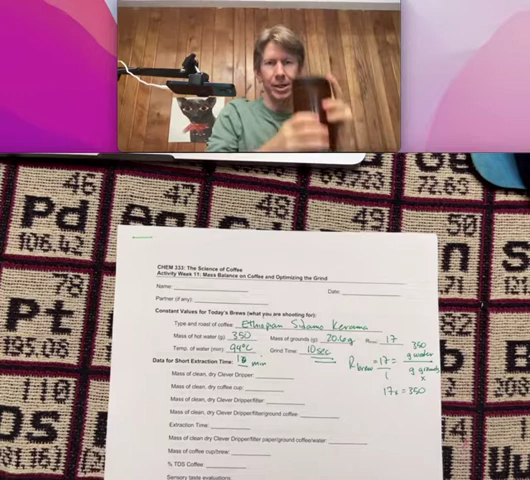 46
47
48
49
50
Pd
Ag
106.42
72.63
78
Pt
110
Ds
CHEM 333: The Science of Coffee
Activity Week 11: Mass Balance on Coffee and Optimizing the Grind
Name:
Date:
Partner (if any):
Constant Values for Today's Brews (what you are shooting for):
Type and roast of coffee: Ethiopian Sidamo Keramo
Mass of hot water (g) 350 Mass of grounds (g) 20.6g 17
Temp. of water (min) 94°C Grind Time: 10sec
R brew = 17 = 350 g water
g grounds
x
17x = 350
Data for Short Extraction Time: min
Mass of clean, dry Clever Dripper:
Mass of clean, dry coffee cup:
Mass of clean, dry Clever Dripper/filter
Mass of clean, dry Clever Dripper/filter/ground coffee:
Extraction Time:
Mass of clean, dry Clever Dripper/filter paper/ground coffee/water:
Mass of coffee cup/brew:
% TDS Coffee:
Sensory taste evaluations: